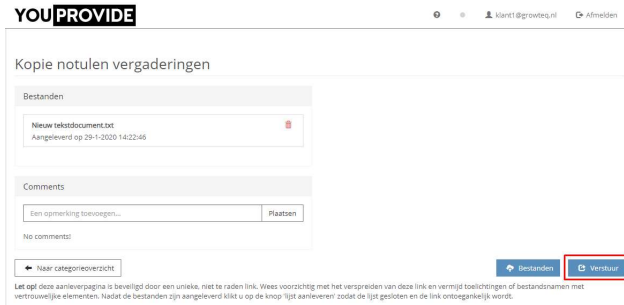 YOUPROVIDE
klant1@growteq.nl Afmelden
Kopie notulen vergaderingen
Bestanden
Nieuw tekstdocument.txt
Aangeleverd op 29-1-2020 14:22:46
Comments
Een opmerking toevoegen... Plaatsen
No comments!
Naar categorieoverzicht Bestanden Verstuur
Let op! deze aanleverpagina is beveiligd door een unieke, niet te raden link. Wees voorzichtig met het verspreiden van deze link en vermijd toelichtingen of bestandsnamen met
vertrouwelijke elementen. Nadat de bestanden zijn aangeleverd klikt u op de knop 'lijst aanleveren' zodat de lijst gesloten en de link ontoegankelijk wordt.